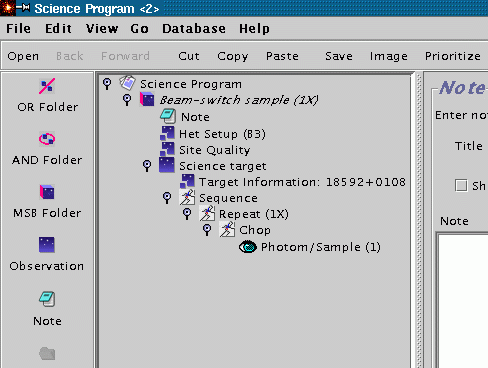 Science Program <2>
File Edit View Go Database Help
Open Back Forward Cut Copy Paste Save Image Prioritize
OR Folder
AND Folder
MSB Folder
Observation
Note
Science Program
Beam-switch sample (1X)
Note
Het Setup (B3)
Site Quality
Science target
Target Information: 18592+0108
Sequence
Repeat (1X)
Chop
Photom/Sample (1)
Note
Enter no
Title
Sh
Note